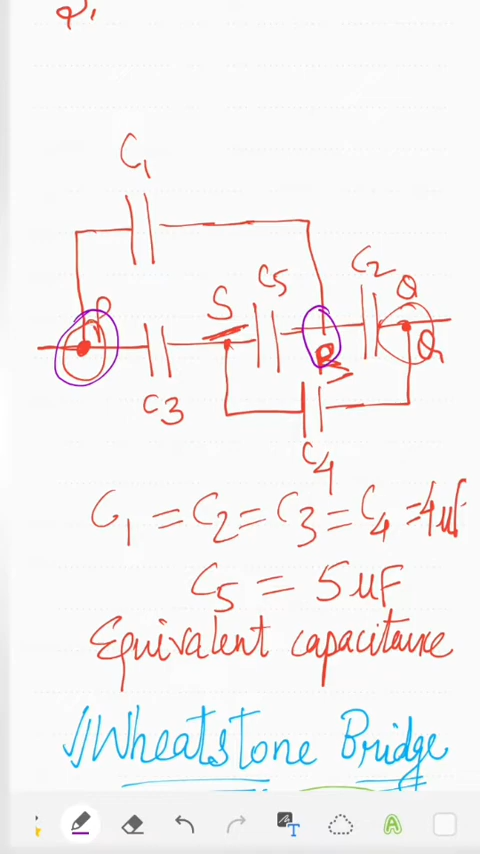 C1
P
S
C5
C2
Q
R
Q
C3
C4
C1 = C2 = C3 = C4 = 4uF
C5 = 5uF
Equivalent capacitance
Wheatstone Bridge
T
A